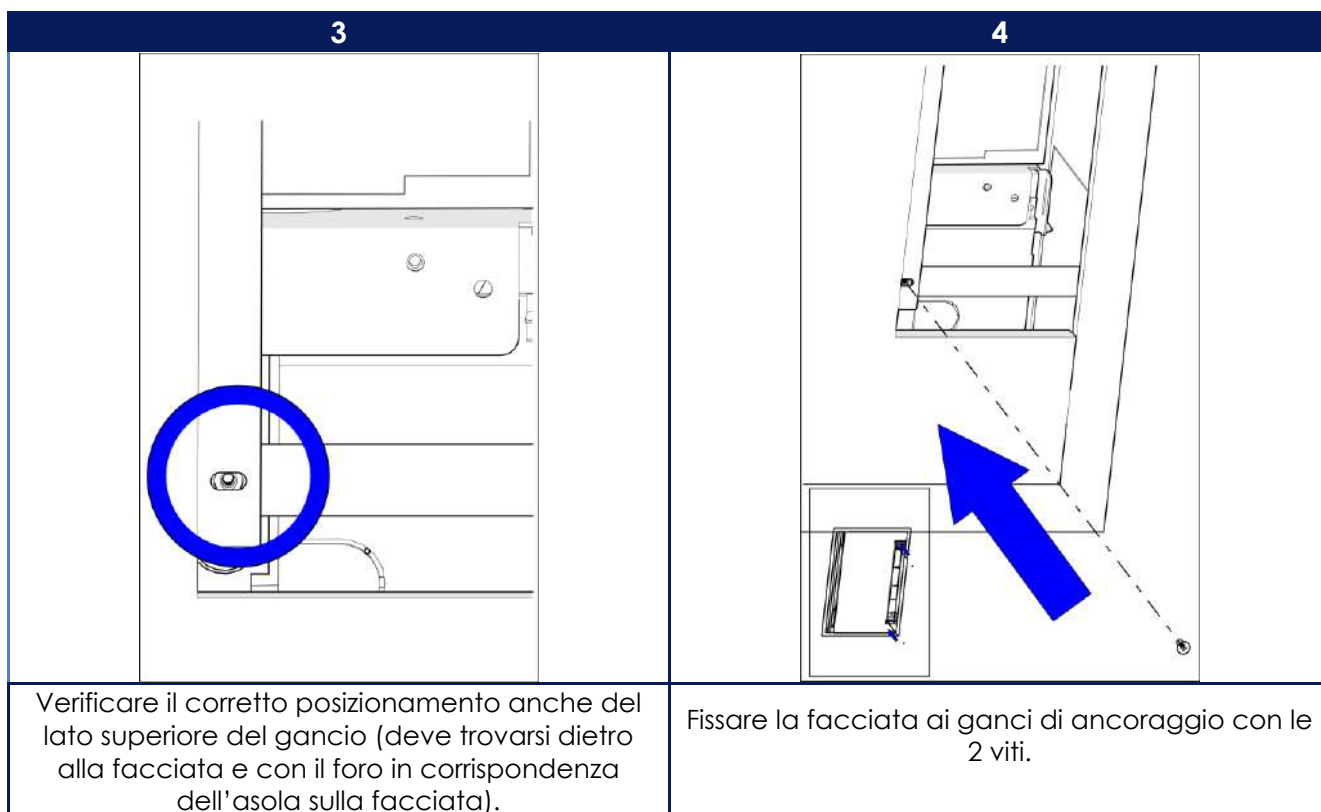 3
4
Verificare il corretto posizionamento anche del
lato superiore del gancio (deve trovarsi dietro
alla facciata e con il foro in corrispondenza
dell’asola sulla facciata).
Fissare la facciata ai ganci di ancoraggio con le
2 viti.